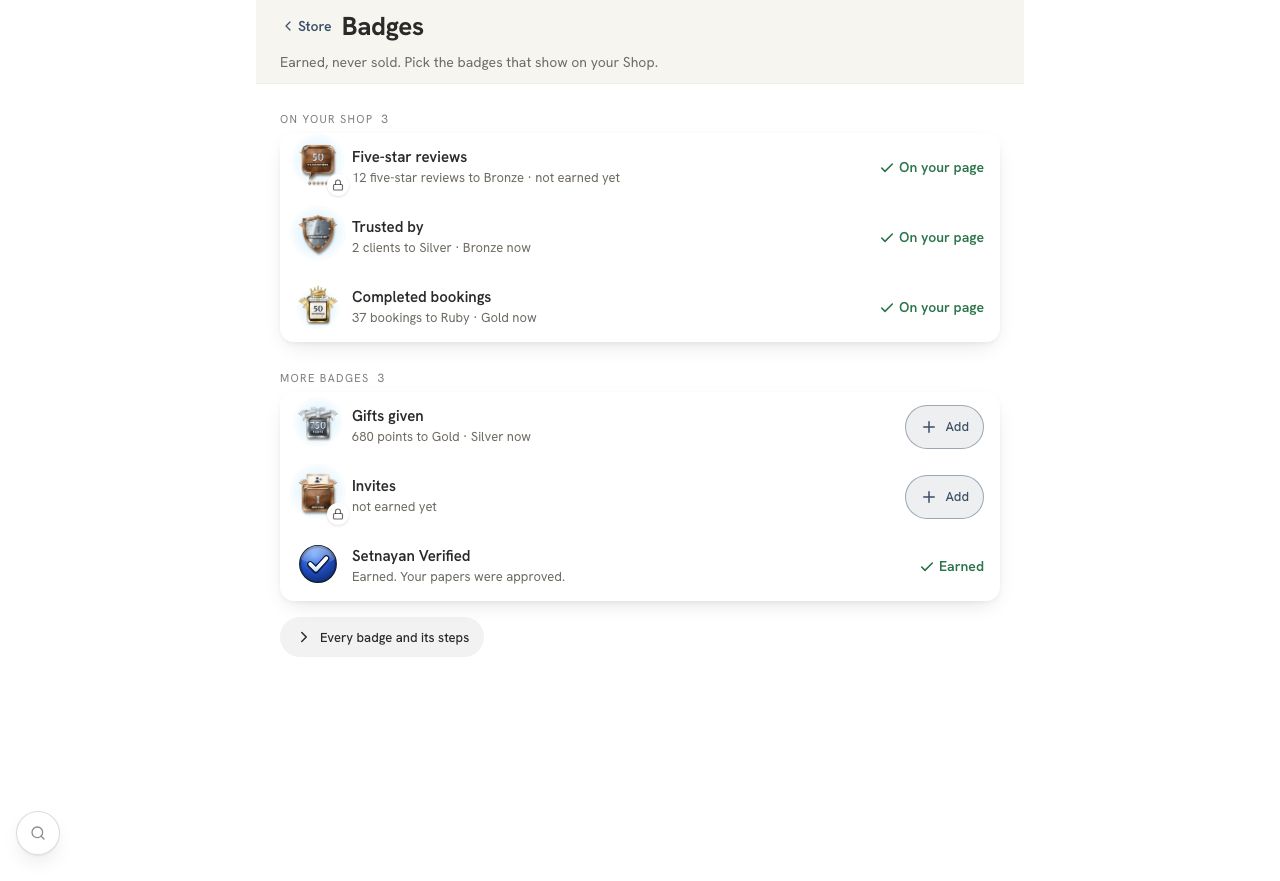 Store
Badges
Earned, never sold. Pick the badges that show on your Shop.
ON YOUR SHOP 3
50
Five-star reviews
12 five-star reviews to Bronze · not earned yet
On your page
Trusted by
2 clients to Silver · Bronze now
On your page
50
Completed bookings
37 bookings to Ruby · Gold now
On your page
MORE BADGES 3
750
Gifts given
680 points to Gold · Silver now
Add
1
Invites
not earned yet
Add
Setnayan Verified
Earned. Your papers were approved.
Earned
Every badge and its steps